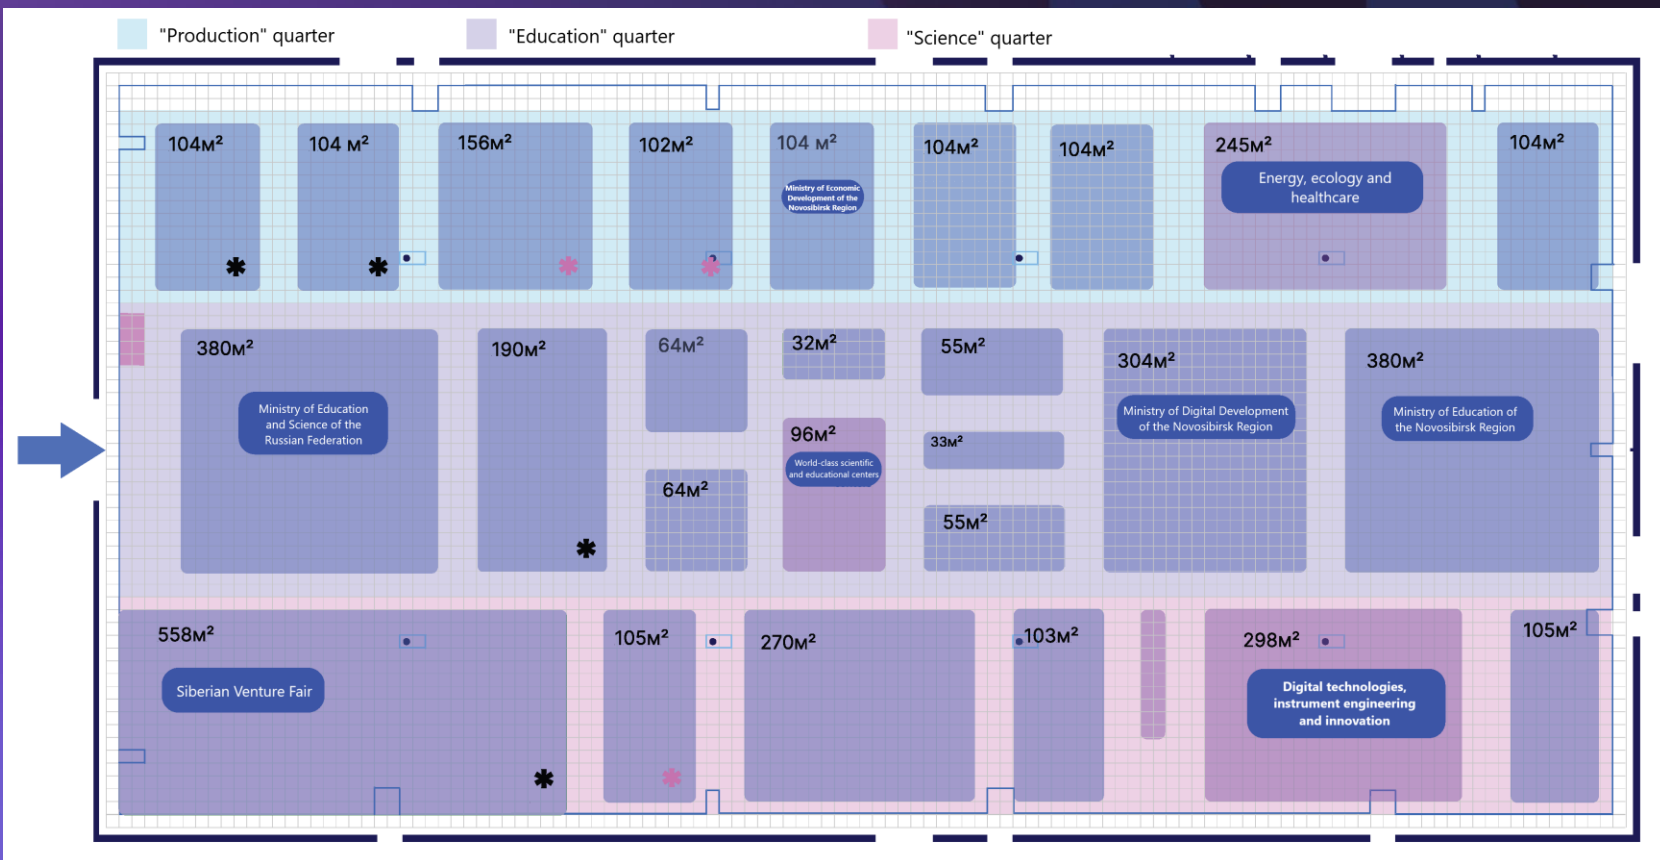 "Production" quarter
"Education" quarter
"Science" quarter
104м²
104 м²
156м²
102м²
104 м²
Ministry of Economic
Development of the
Novosibirsk Region
104м²
104м²
245м²
Energy, ecology and
healthcare
104м²
380м²
Ministry of Education
and Science of the
Russian Federation
190м²
64м²
64м²
32м²
96м²
World-class scientific
and educational centers
55м²
33м²
55м²
304м²
Ministry of Digital Development
of the Novosibirsk Region
380м²
Ministry of Education of
the Novosibirsk Region
558м²
Siberian Venture Fair
105м²
270м²
103м²
298м²
Digital technologies,
instrument engineering
and innovation
105м²